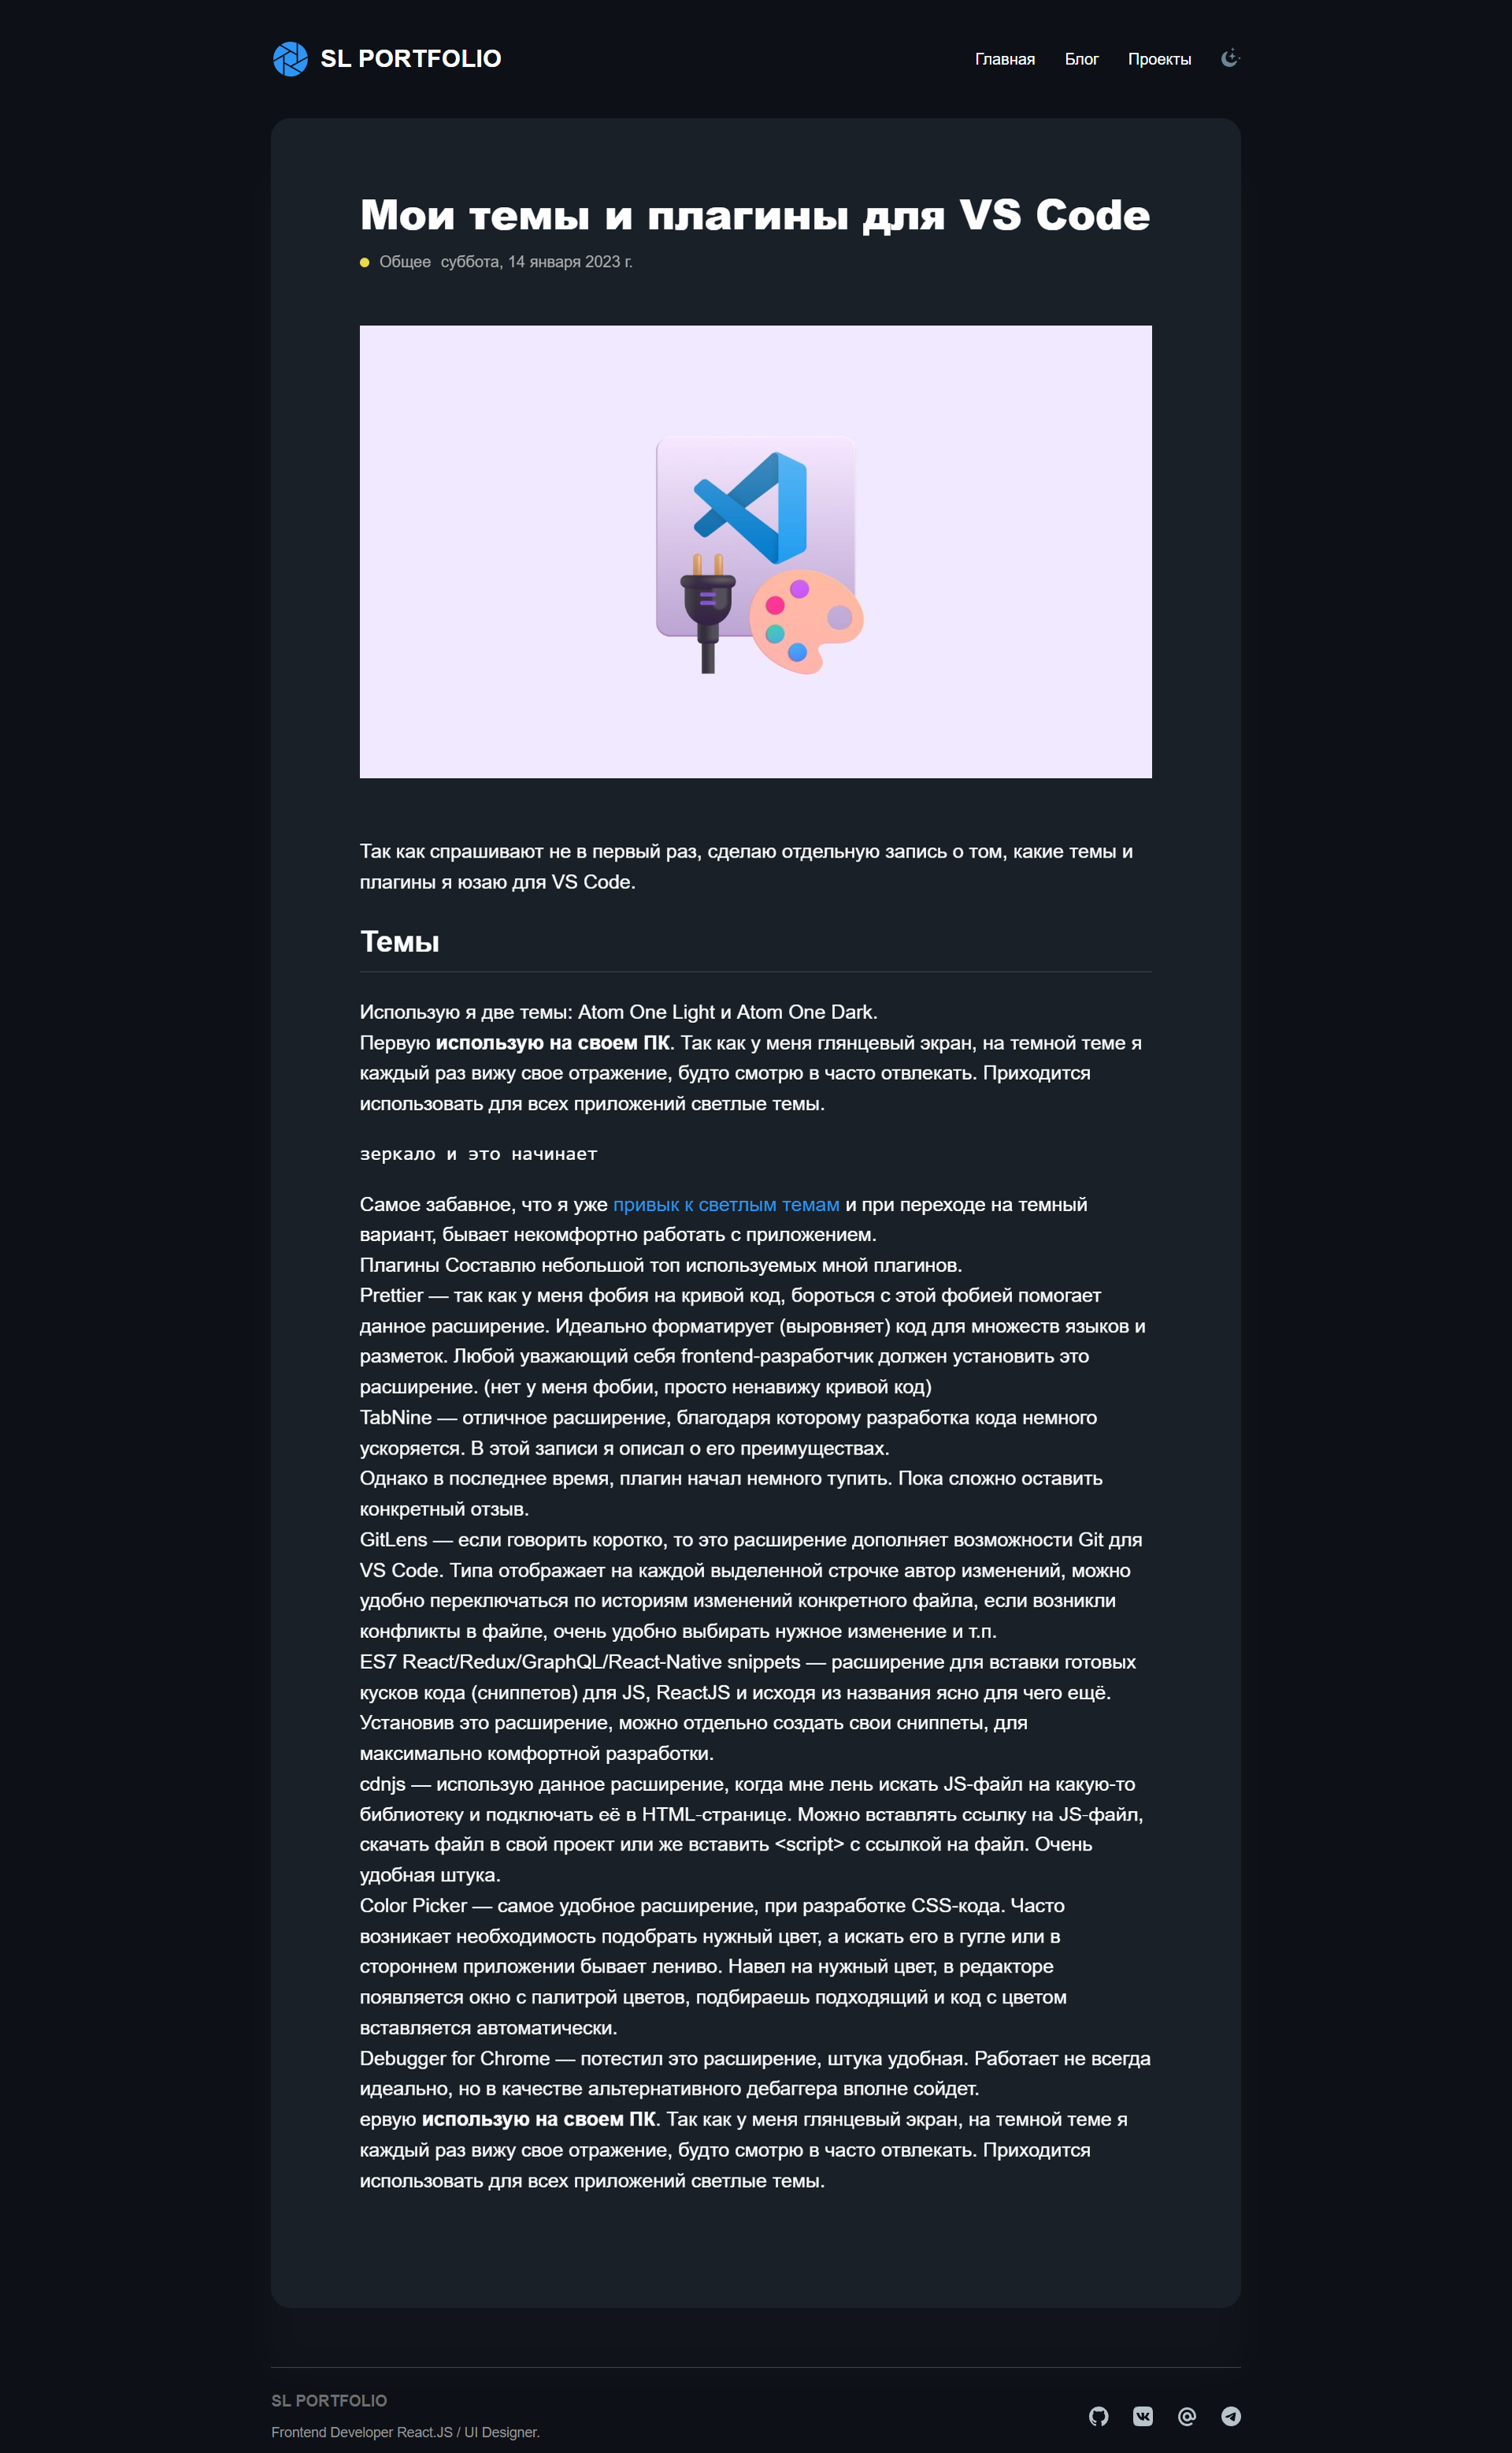 SL PORTFOLIO
Главная Блог Проекты
Мои темы и плагины для VS Code
Общее суббота, 14 января 2023 г.
Так как спрашивают не в первый раз, сделаю отдельную запись о том, какие темы и
плагины я юзаю для VS Code.
Темы
Использую я две темы: Atom One Light и Atom One Dark.
Первую использую на своем ПК. Так как у меня глянцевый экран, на темной теме я
каждый раз вижу свое отражение, будто смотрю в часто отвлекать. Приходится
использовать для всех приложений светлые темы.
зеркало и это начинает
Самое забавное, что я уже привык к светлым темам и при переходе на темный
вариант, бывает некомфортно работать с приложением.
Плагины Составлю небольшой топ используемых мной плагинов.
Prettier — так как у меня фобия на кривой код, бороться с этой фобией помогает
данное расширение. Идеально форматирует (выровняет) код для множеств языков и
разметок. Любой уважающий себя frontend-разработчик должен установить это
расширение. (нет у меня фобии, просто ненавижу кривой код)
TabNine — отличное расширение, благодаря которому разработка кода немного
ускоряется. В этой записи я описал о его преимуществах.
Однако в последнее время, плагин начал немного тупить. Пока сложно оставить
конкретный отзыв.
GitLens — если говорить коротко, то это расширение дополняет возможности Git для
VS Code. Типа отображает на каждой выделенной строчке автор изменений, можно
удобно переключаться по историям изменений конкретного файла, если возникли
конфликты в файле, очень удобно выбирать нужное изменение и т.п.
ES7 React/Redux/GraphQL/React-Native snippets — расширение для вставки готовых
кусков кода (сниппетов) для JS, ReactJS и исходя из названия ясно для чего ещё.
Установив это расширение, можно отдельно создать свои сниппеты, для
максимально комфортной разработки.
cdnjs — использую данное расширение, когда мне лень искать JS-файл на какую-то
библиотеку и подключать её в HTML-странице. Можно вставлять ссылку на JS-файл,
скачать файл в свой проект или же вставить <script> с ссылкой на файл. Очень
удобная штука.
Color Picker — самое удобное расширение, при разработке CSS-кода. Часто
возникает необходимость подобрать нужный цвет, а искать его в гугле или в
стороннем приложении бывает лениво. Навел на нужный цвет, в редакторе
появляется окно с палитрой цветов, подбираешь подходящий и код с цветом
вставляется автоматически.
Debugger for Chrome — потестил это расширение, штука удобная. Работает не всегда
идеально, но в качестве альтернативного дебаггера вполне сойдет.
ервую использую на своем ПК. Так как у меня глянцевый экран, на темной теме я
каждый раз вижу свое отражение, будто смотрю в часто отвлекать. Приходится
использовать для всех приложений светлые темы.
SL PORTFOLIO
Frontend Developer React.JS / UI Designer.